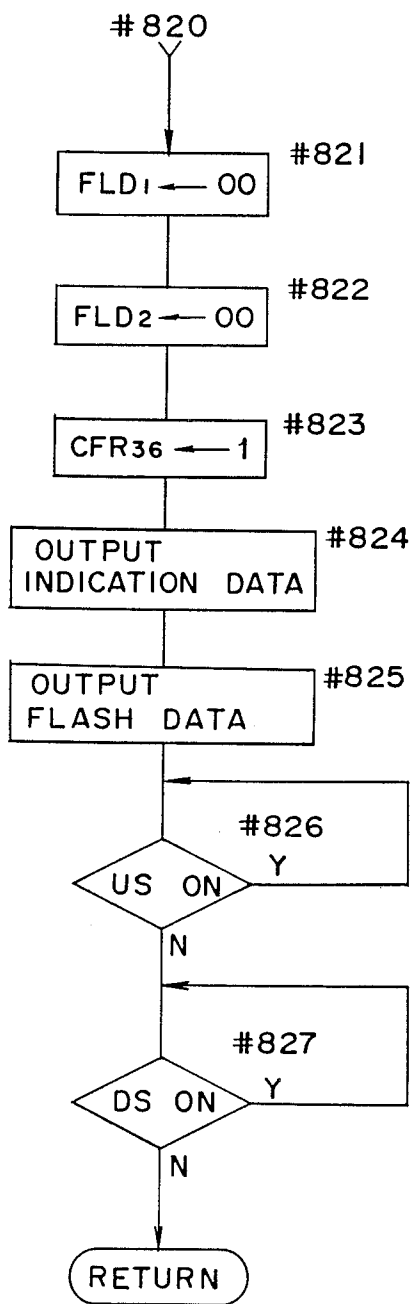 #820
#821
FLD1 ← 00
#822
FLD2 ← 00
#823
CFR36 ← 1
#824
OUTPUT
INDICATION DATA
#825
OUTPUT
FLASH DATA
#826
US ON
Y
N
#827
DS ON
Y
N
RETURN